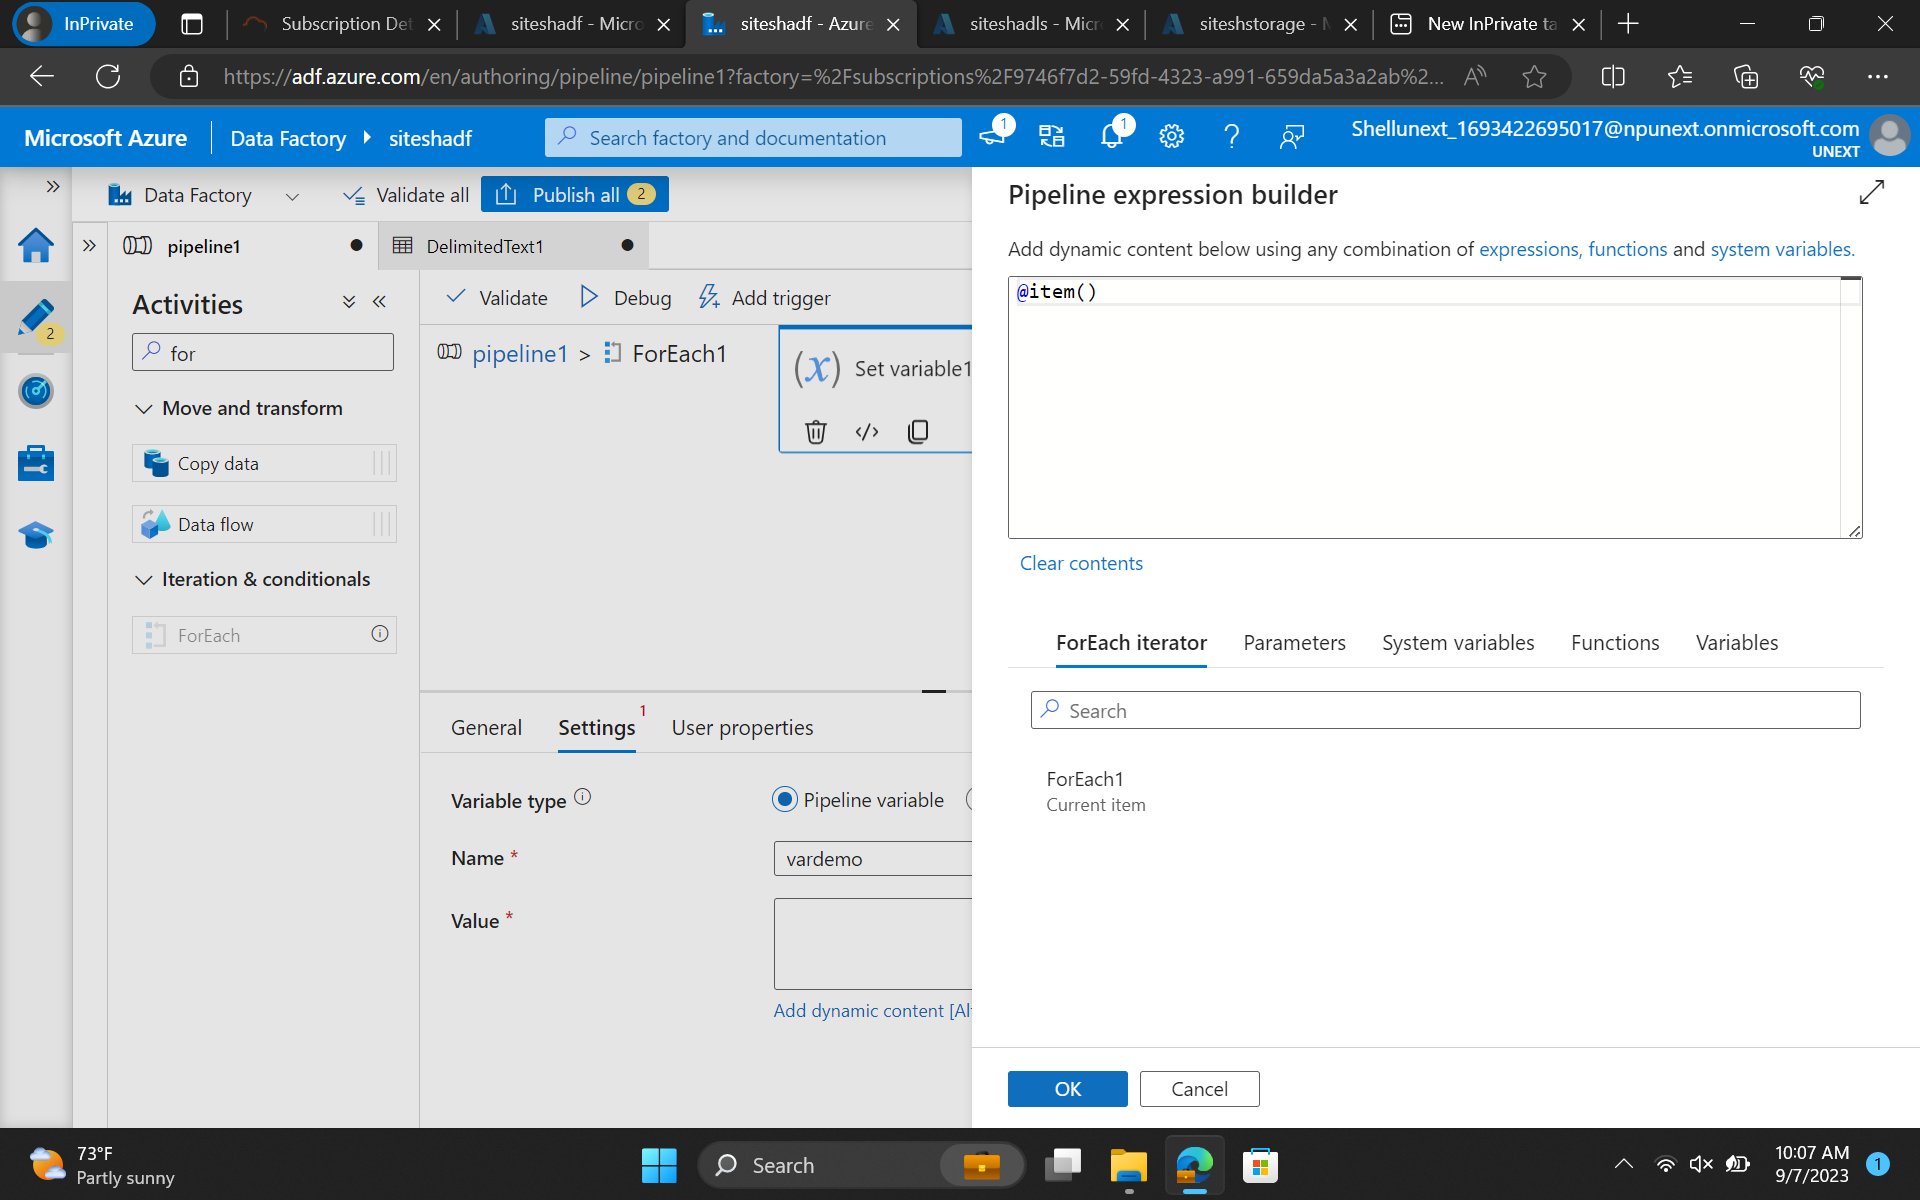 InPrivate
Subscription Det
siteshadf - Micro
siteshadf - Azure
siteshadls - Micr
siteshstorage - M
New InPrivate ta
https://adf.azure.com/en/authoring/pipeline/pipeline1?factory=%2Fsubscriptions%2F9746f7d2-59fd-4323-a991-659da5a3a2ab%2...
Microsoft Azure
Data Factory
siteshadf
Search factory and documentation
1
1
Shellunext_1693422695017@npunext.onmicrosoft.com
UNEXT
Data Factory
Validate all
Publish all 2
pipeline1
DelimitedText1
2
Activities
for
Move and transform
Copy data
Data flow
Iteration & conditionals
ForEach
Validate
Debug
Add trigger
pipeline1 > ForEach1
(x) Set variable1
General
Settings 1
User properties
Variable type
Pipeline variable
Name *
vardemo
Value *
Add dynamic content [Al
Pipeline expression builder
Add dynamic content below using any combination of expressions, functions and system variables.
@item()
Clear contents
ForEach iterator
Parameters
System variables
Functions
Variables
Search
ForEach1
Current item
OK
Cancel
73°F
Partly sunny
Search
10:07 AM
9/7/2023
1